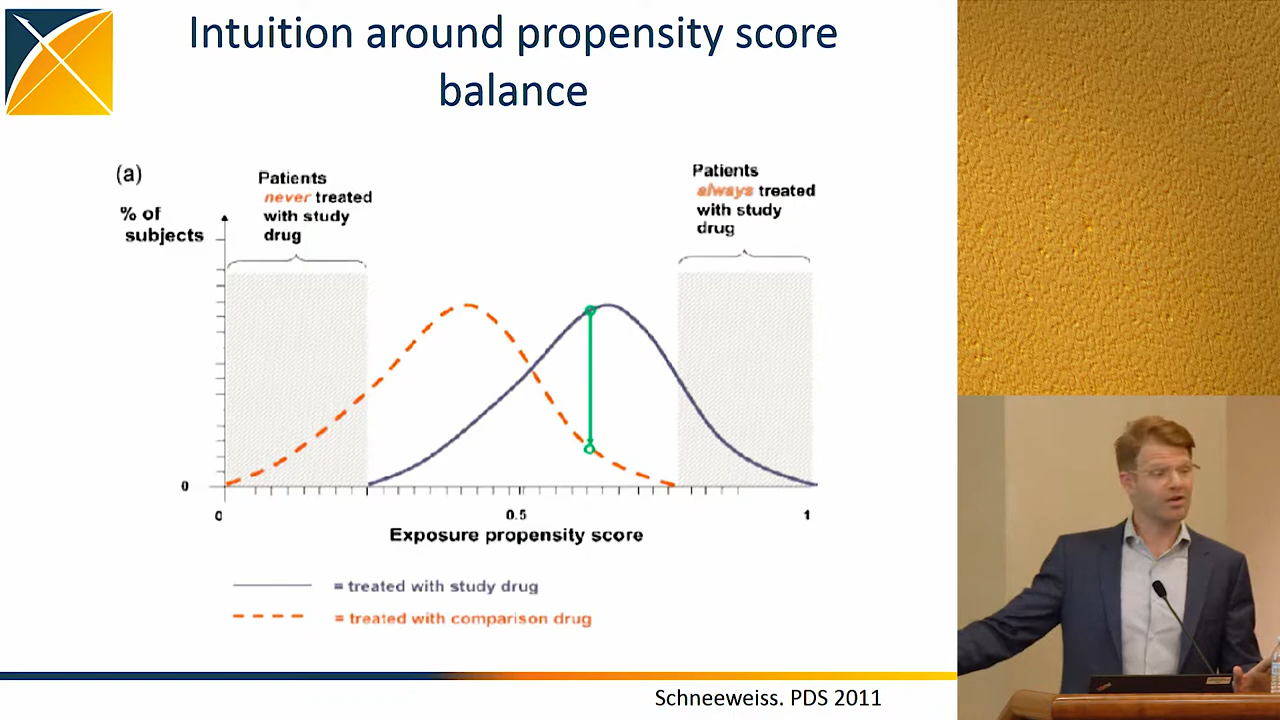 Intuition around propensity score
balance
(a)
Patients
never treated
with study
drug
Patients
always treated
with study
drug
% of
subjects
0
0
0.5
1
Exposure propensity score
= treated with study drug
= treated with comparison drug
Schneeweiss. PDS 2011